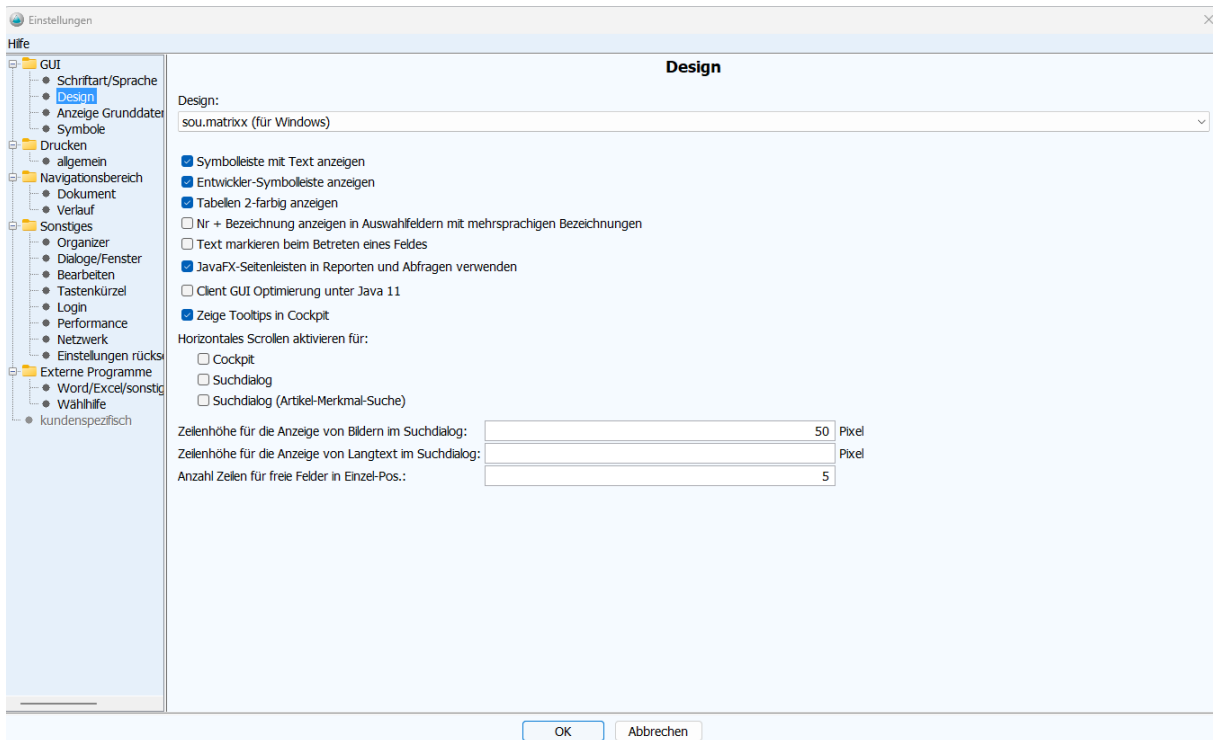 Einstellungen
Hilfe
GUI
Schriftart/Sprache
Design
Anzeige Grunddaten
Symbole
Drucken
allgemein
Navigationsbereich
Dokument
Verlauf
Sonstiges
Organizer
Dialoge/Fenster
Bearbeiten
Tastenkürzel
Login
Performance
Netzwerk
Einstellungen rückse
Externe Programme
Word/Excel/sonstig
Wählhilfe
kundenspezifisch
Design
Design:
sou.matrixx (für Windows)
Symbolleiste mit Text anzeigen
Entwickler-Symbolleiste anzeigen
Tabellen 2-farbig anzeigen
Nr + Bezeichnung anzeigen in Auswahlfeldern mit mehrsprachigen Bezeichnungen
Text markieren beim Betreten eines Feldes
JavaFX-Seitenleisten in Reporten und Abfragen verwenden
Client GUI Optimierung unter Java 11
Zeige Tooltips in Cockpit
Horizontales Scrollen aktivieren für:
Cockpit
Suchdialog
Suchdialog (Artikel-Merkmal-Suche)
Zeilenhöhe für die Anzeige von Bildern im Suchdialog: 50 Pixel
Zeilenhöhe für die Anzeige von Langtext im Suchdialog: Pixel
Anzahl Zeilen für freie Felder in Einzel-Pos.: 5
OK Abbrechen